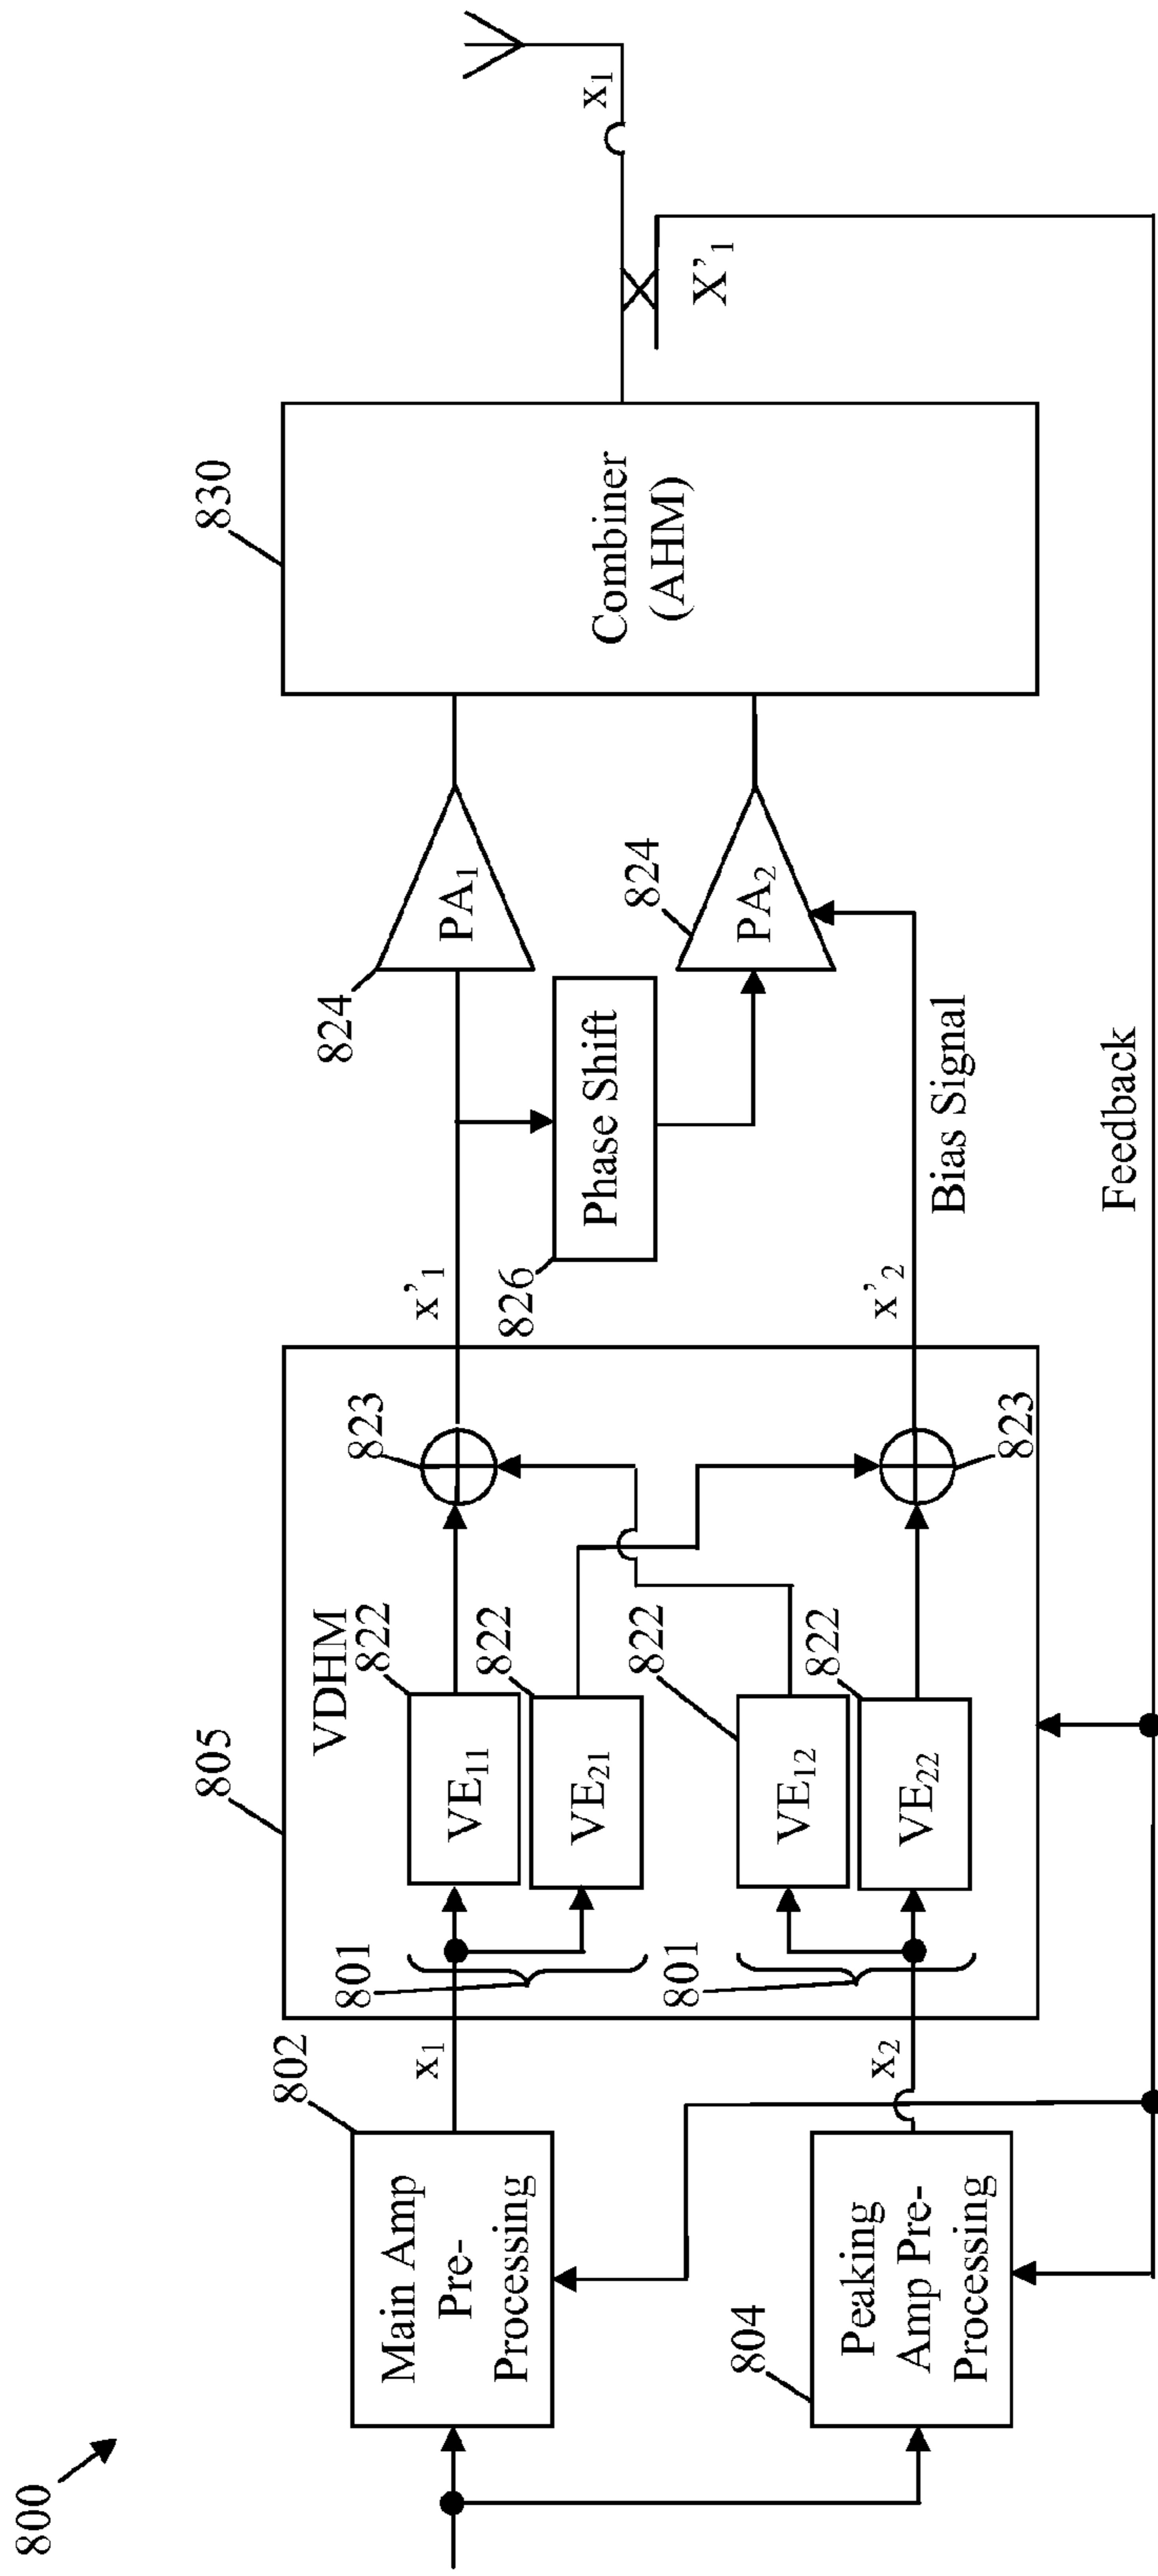 800
802
Main Amp
Pre-
Processing
804
Peaking
Amp Pre-
Processing
x1
x2
805
VDHM
801
801
822
VE11
822
VE21
822
VE12
822
VE22
823
823
x'1
x'2
826
Phase Shift
Bias Signal
824
PA1
824
PA2
830
Combiner
(AHM)
X'1
x1
Feedback